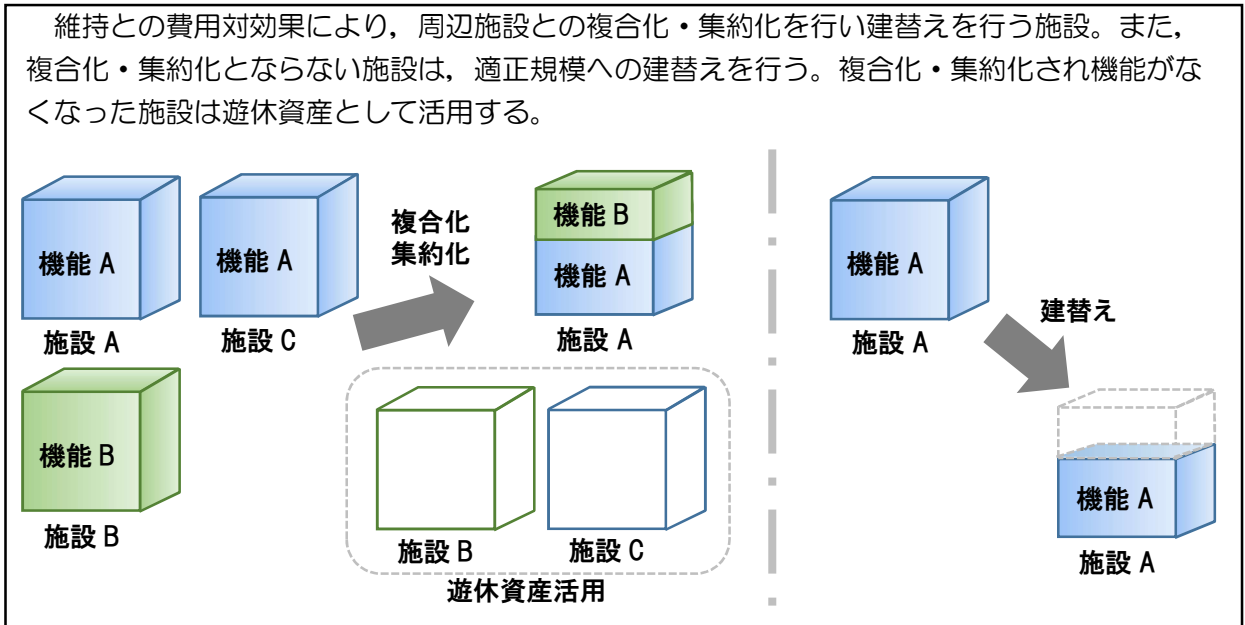 維持との費用対効果により，周辺施設との複合化・集約化を行い建替えを行う施設。また，
複合化・集約化とならない施設は，適正規模への建替えを行う。複合化・集約化され機能がな
くなった施設は遊休資産として活用する。
機能 A
施設 A
機能 A
施設 C
機能 B
施設 B
複合化
集約化
機能 B
機能 A
施設 A
施設 B
施設 C
遊休資産活用
機能 A
施設 A
建替え
機能 A
施設 A